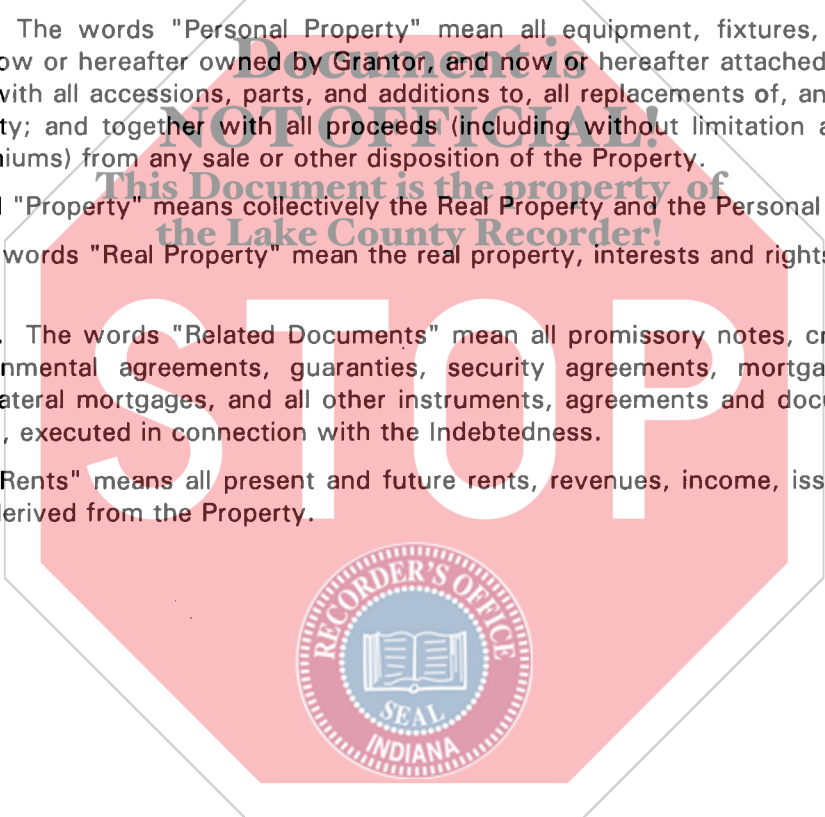 The words "Personal Property" mean all equipment, fixtures,
ow or hereafter owned by Grantor, and now or hereafter attached
with all accessions, parts, and additions to, all replacements of, an
ty; and together with all proceeds (including without limitation a
niums) from any sale or other disposition of the Property.
"Property" means collectively the Real Property and the Personal
words "Real Property" mean the real property, interests and rights
. The words "Related Documents" mean all promissory notes, cr
nmental agreements, guaranties, security agreements, mortga
ateral mortgages, and all other instruments, agreements and docu
, executed in connection with the Indebtedness.
Rents" means all present and future rents, revenues, income, iss
derived from the Property.
Document is
NOT OFFICIAL!
This Document is the property of
the Lake County Recorder!
STOP
RECORDER'S OFFICE
SEAL
INDIANA